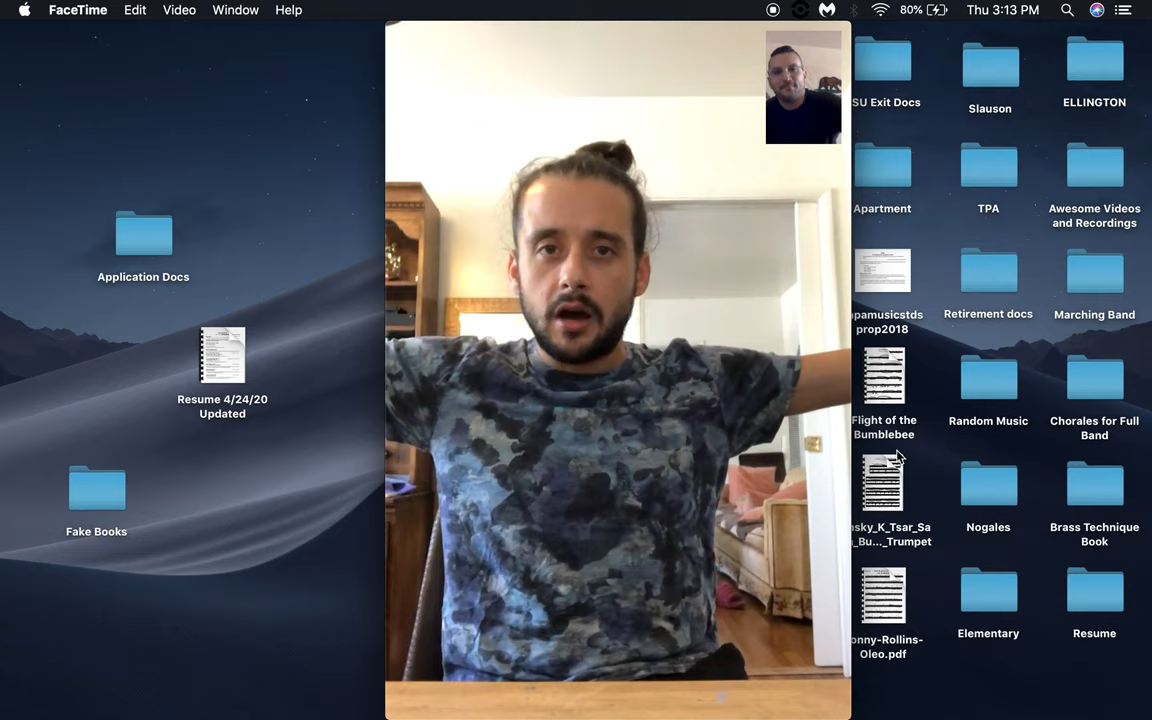 FaceTime Edit Video Window Help 80% Thu 3:13 PM
SU Exit Docs
Slauson
ELLINGTON
Apartment
TPA
Awesome Videos
and Recordings
Application Docs
pamusicstds
prop2018
Retirement docs
Marching Band
Resume 4/24/20
Updated
Flight of the
Bumblebee
Random Music
Chorales for Full
Band
Fake Books
nsky_K_Tsar_Sa
_Bu..._Trumpet
Nogales
Brass Technique
Book
onny-Rollins-
Oleo.pdf
Elementary
Resume